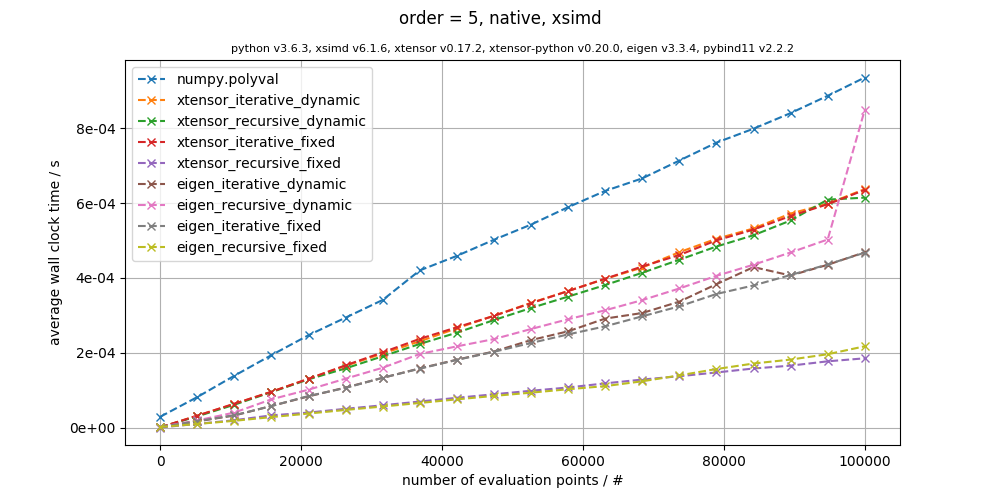 order = 5, native, xsimd
python v3.6.3, xsimd v6.1.6, xtensor v0.17.2, xtensor-python v0.20.0, eigen v3.3.4, pybind11 v2.2.2
numpy.polyval
xtensor_iterative_dynamic
xtensor_recursive_dynamic
xtensor_iterative_fixed
xtensor_recursive_fixed
eigen_iterative_dynamic
eigen_recursive_dynamic
eigen_iterative_fixed
eigen_recursive_fixed
average wall clock time / s
8e-04
6e-04
4e-04
2e-04
0e+00
0 20000 40000 60000 80000 100000
number of evaluation points / #